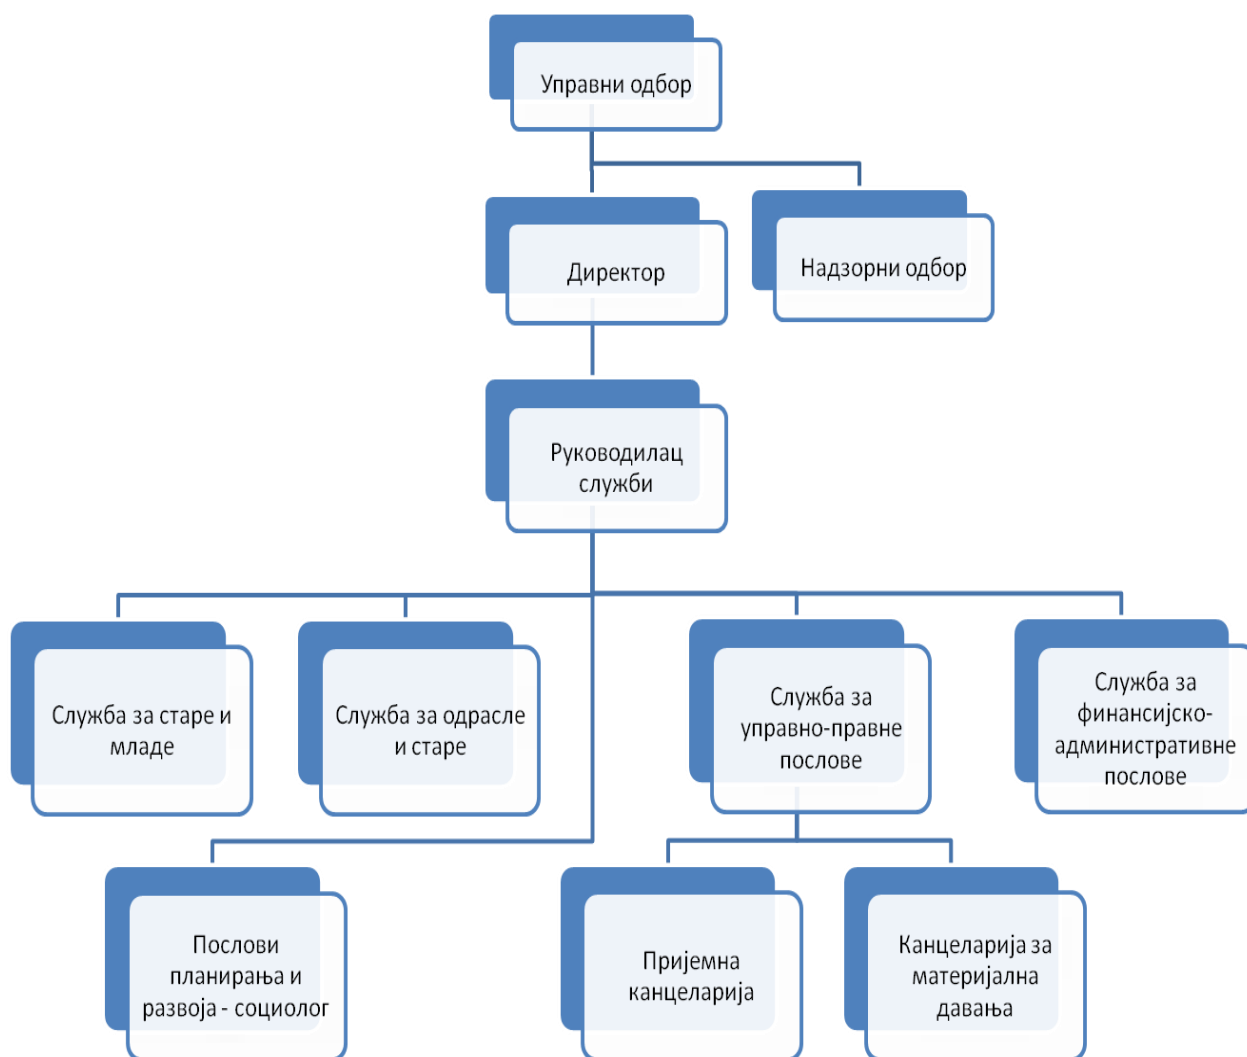 Управни одбор
Директор
Надзорни одбор
Руководилац
служби
Служба за старе и
младе
Служба за одрасле
и старе
Служба за
управно-правне
послове
Служба за
финансијско-
административне
послове
Послови
планирања и
развоја - социолог
Пријемна
канцеларија
Канцеларија за
материјална
давања